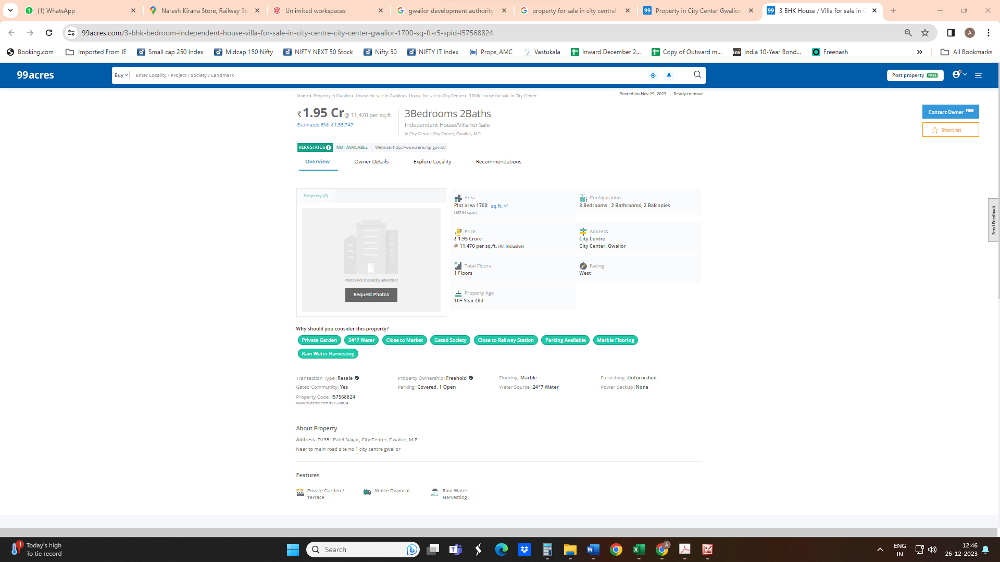 (1) WhatsApp
Naresh Kirana Store, Railway Sta
Unlimited workspaces
gwalior development authority
property for sale in city central
Property in City Center Gwalior
3 BHK House / Villa for sale in C
99acres.com/3-bhk-bedroom-independent-house-villa-for-sale-in-city-centre-city-center-gwalior-1700-sq-ft-r5-spid-I57568824
A
Booking.com
Imported From IE
Small cap 250 Index
Midcap 150 Nifty
NIFTY NEXT 50 Stock
Nifty 50
NIFTY IT Index
Props_AMC
Vastukala
Inward December 2...
Copy of Outward m...
India 10-Year Bond...
Freenash
All Bookmarks
99acres
Buy
Enter Locality / Project / Society / Landmark
Post property FREE
Home› Property in Gwalior› House for sale in Gwalior› House for sale in City Center› 3 BHK House for sale in City Center
Posted on Nov 29, 2023 | Ready to move
₹1.95 Cr@ 11,470 per sq.ft.
Estimated EMI ₹ 1,55,747
3Bedrooms 2Baths
Independent House/Villa for Sale
in City Centre, City Center, Gwalior, M P
Contact Owner FREE
Shortlist
RERA STATUS NOT AVAILABLE Website: http://www.rera.mp.gov.in/
Overview
Owner Details
Explore Locality
Recommendations
Property (0)
Photos not shared by advertiser
Request Photos
Area
Plot area 1700 sq.ft.
(157.94 sq.m.)
Configuration
3 Bedrooms , 2 Bathrooms, 2 Balconies
Price
₹ 1.95 Crore
@ 11,470 per sq.ft. (All inclusive)
Address
City Centre
City Center, Gwalior
Total Floors
1 Floors
Facing
West
Property Age
10+ Year Old
Send Feedback
Why should you consider this property?
Private Garden
24*7 Water
Close to Market
Gated Society
Close to Railway Station
Parking Available
Marble Flooring
Rain Water Harvesting
Transaction Type: Resale
Property Ownership: Freehold
Flooring: Marble
Furnishing: Unfurnished
Gated Community: Yes
Parking: Covered, 1 Open
Water Source: 24*7 Water
Power Backup: None
Property Code: I57568824
www.99acres.com/I57568824
About Property
Address: D135c Patel Nagar, City Center, Gwalior, M P
Near to main road site no 1 city centre gwalior
Features
Private Garden /
Terrace
Waste Disposal
Rain Water
Harvesting
1
Today's high
To tie record
Search
ENG
IN
12:46
26-12-2023